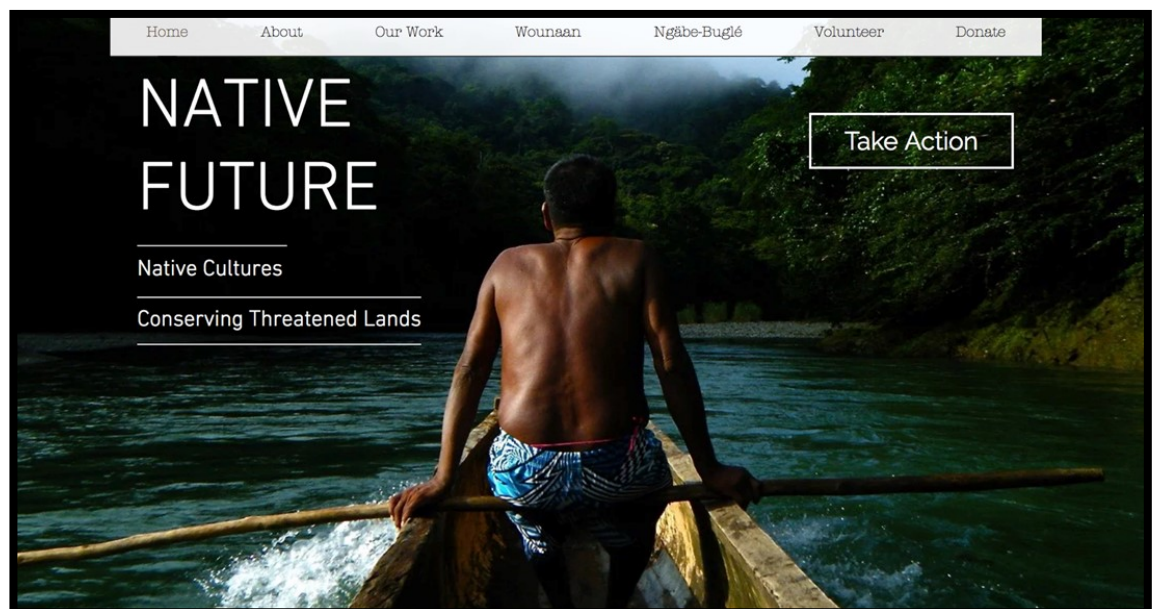 Home About Our Work Wounaan Ngäbe-Buglé Volunteer Donate
NATIVE
FUTURE
Take Action
Native Cultures
Conserving Threatened Lands